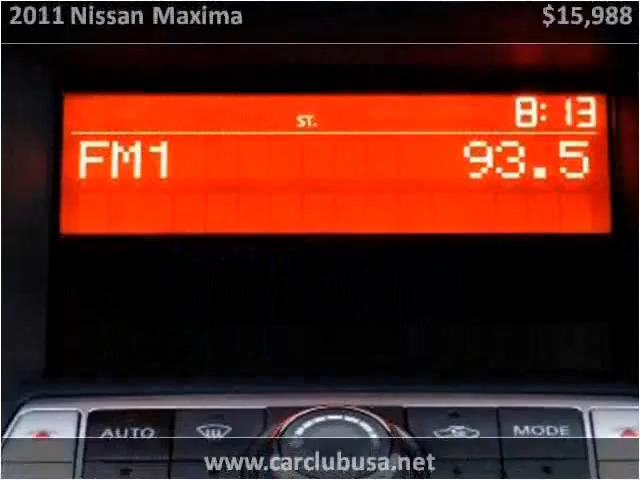 2011 Nissan Maxima $15,988
8:13
ST.
FM1 93.5
AUTO MODE
www.carclubusa.net